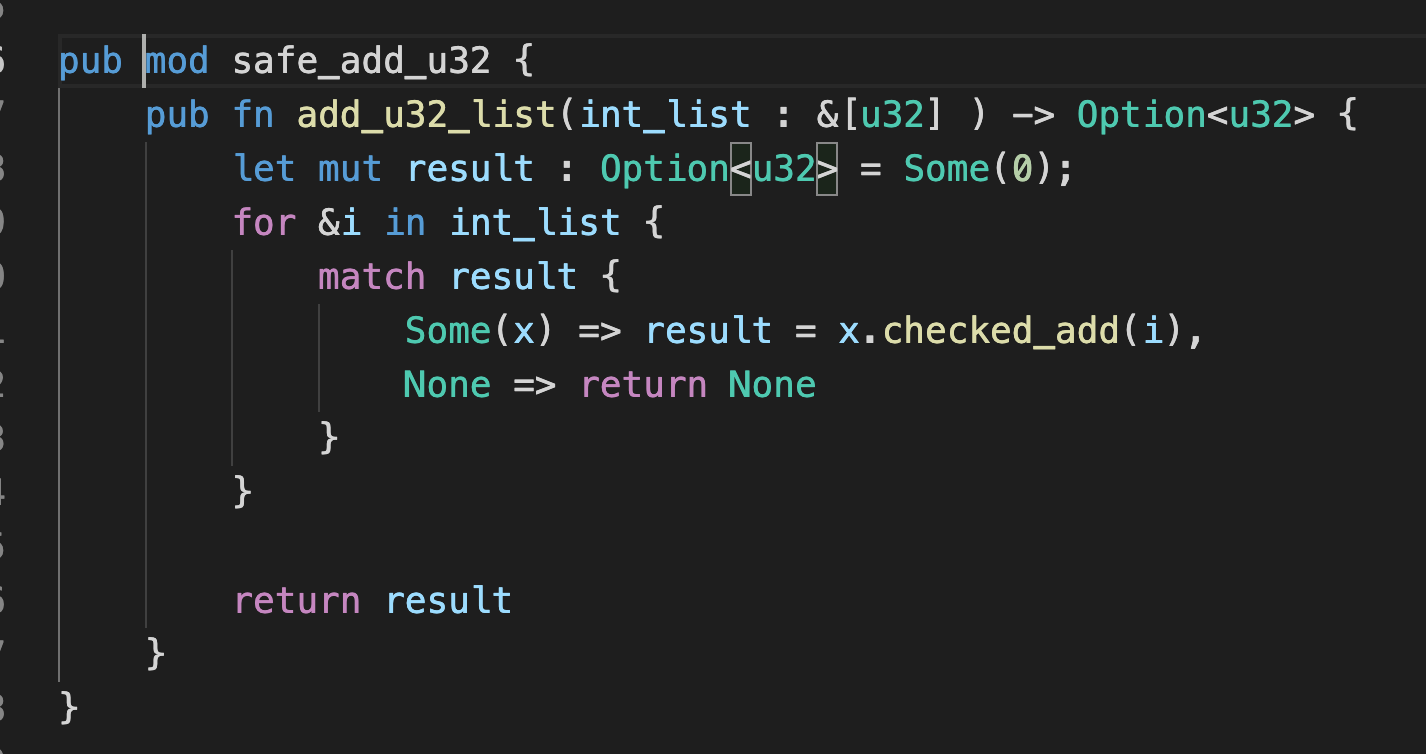 pub mod safe_add_u32 {
    pub fn add_u32_list(int_list : &[u32] ) -> Option<u32> {
        let mut result : Option<u32> = Some(0);
        for &i in int_list {
            match result {
                Some(x) => result = x.checked_add(i),
                None => return None
            }
        }

        return result
    }
}